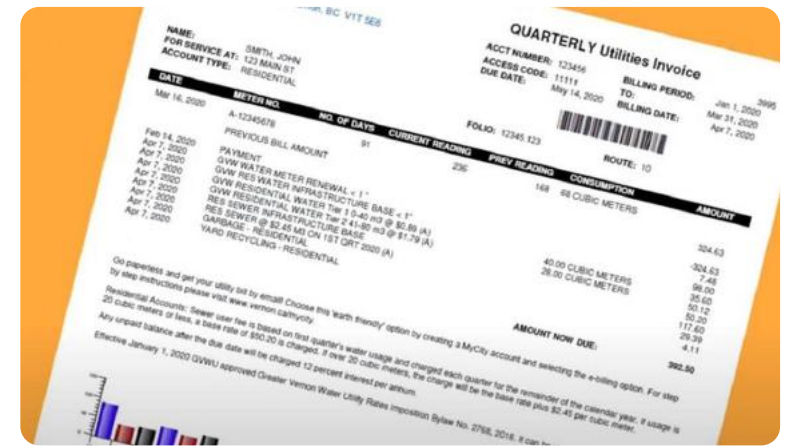 BC V1T 5E6
QUARTERLY Utilities Invoice
NAME: SMITH, JOHN
FOR SERVICE AT: 123 MAIN ST
ACCOUNT TYPE: RESIDENTIAL
ACCT NUMBER: 123456
ACCESS CODE: 11111
DUE DATE: May 14, 2020
3995
BILLING PERIOD: Jan 1, 2020
TO: Mar 31, 2020
BILLING DATE: Apr 7, 2020
FOLIO: 12345.123
ROUTE: 10
DATE METER NO. NO. OF DAYS CURRENT READING PREV READING CONSUMPTION AMOUNT
Mar 16, 2020 A-12345678 91 236 168 68 CUBIC METERS
PREVIOUS BILL AMOUNT 324.63
Feb 14, 2020 PAYMENT -324.63
Apr 7, 2020 GVW WATER METER RENEWAL < 1" 7.48
Apr 7, 2020 GVW RES WATER INFRASTRUCTURE BASE < 1" 98.00
Apr 7, 2020 GVW RESIDENTIAL WATER Tier 1 0-40 m3 @ $0.89 (A) 40.00 CUBIC METERS 35.60
Apr 7, 2020 GVW RESIDENTIAL WATER Tier 2 41-80 m3 @ $1.79 (A) 28.00 CUBIC METERS 50.12
Apr 7, 2020 RES SEWER INFRASTRUCTURE BASE 50.20
Apr 7, 2020 RES SEWER @ $2.45 M3 ON 1ST QRT 2020 (A) 117.60
Apr 7, 2020 GARBAGE - RESIDENTIAL 29.39
Apr 7, 2020 YARD RECYCLING - RESIDENTIAL 4.11
AMOUNT NOW DUE: 392.50
Go paperless and get your utility bill by email! Choose this 'earth friendly' option by creating a MyCity account and selecting the e-billing option. For step
by step instructions please visit www.vernon.ca/mycity.
Residential Accounts: Sewer user fee is based on first quarter's water usage and charged each quarter for the remainder of the calendar year. If usage is
20 cubic meters or less, a base rate of $50.20 is charged. If over 20 cubic meters, the charge will be the base rate plus $2.45 per cubic meter.
Any unpaid balance after the due date will be charged 12 percent interest per annum.
Effective January 1, 2020 GVWU approved Greater Vernon Water Utility Rates Imposition Bylaw No. 2768, 2018. It can be